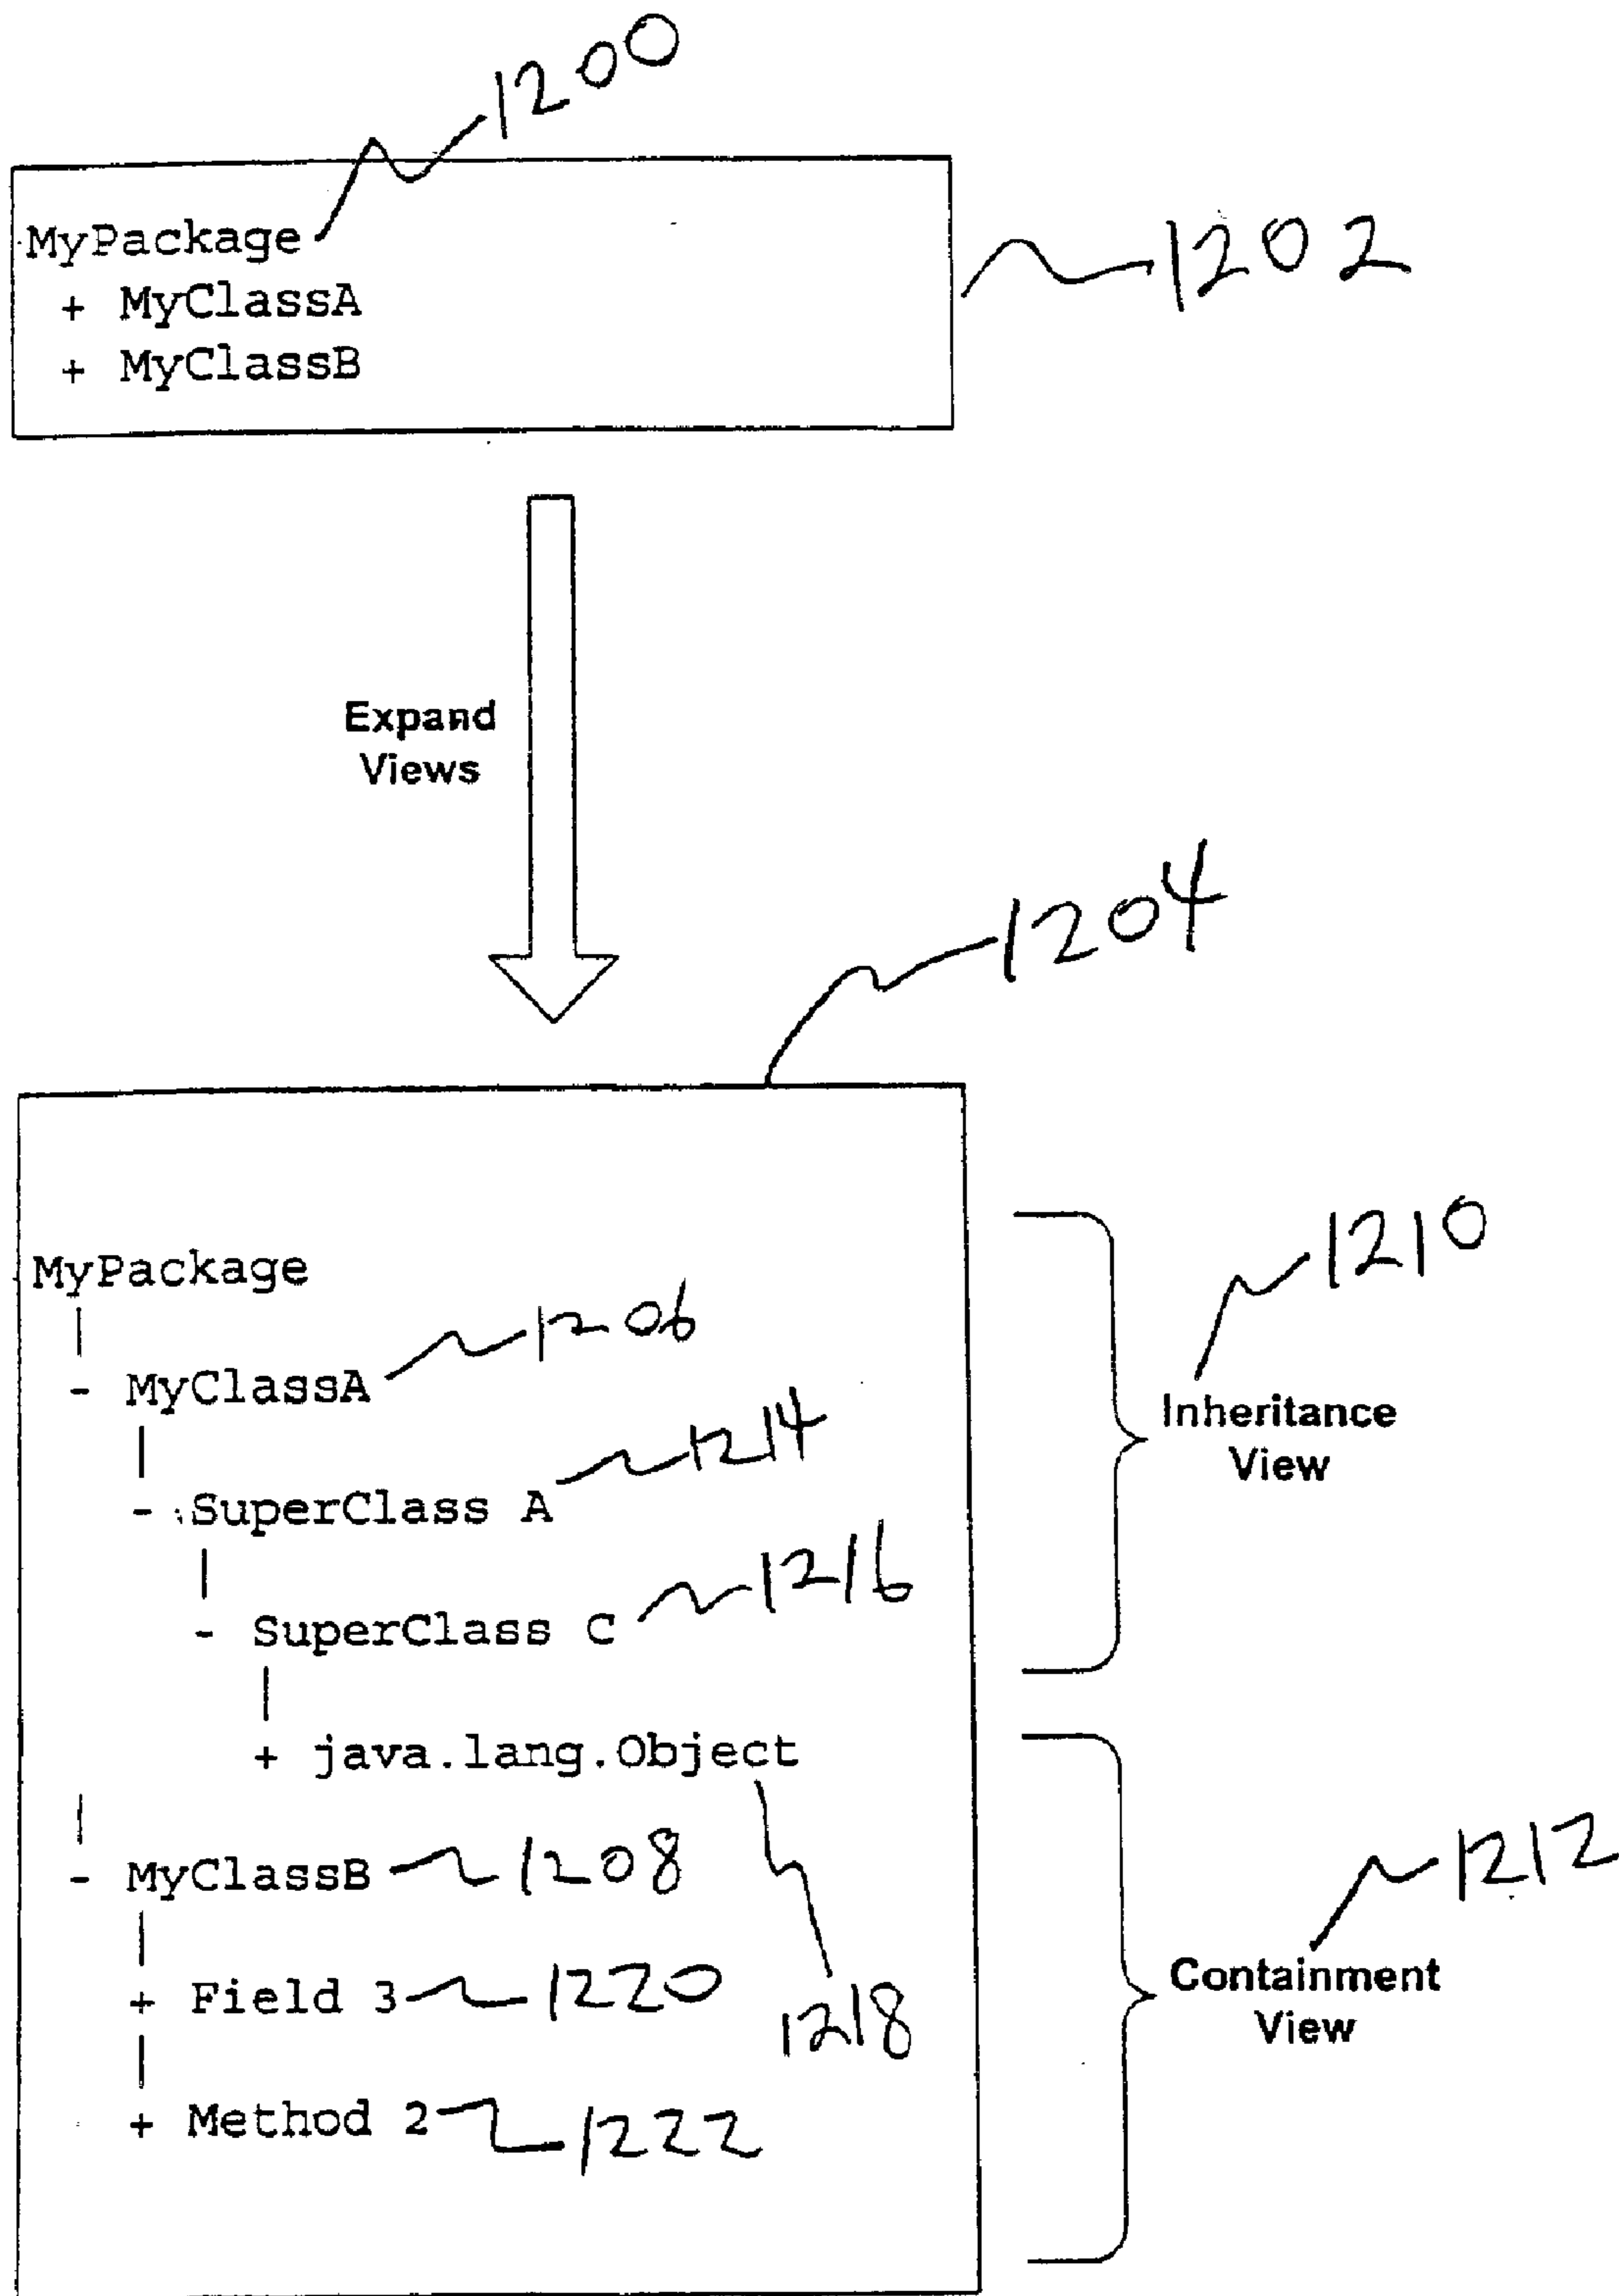 1200
MyPackage
+ MyClassA
+ MyClassB
1202
Expand
Views
1204
MyPackage
|
- MyClassA 1206
|
- SuperClass A 1214
|
- SuperClass C 1216
|
+ java.lang.Object
1218
|
- MyClassB 1208
|
+ Field 3 1220
|
+ Method 2 1222
1210
Inheritance
View
1212
Containment
View